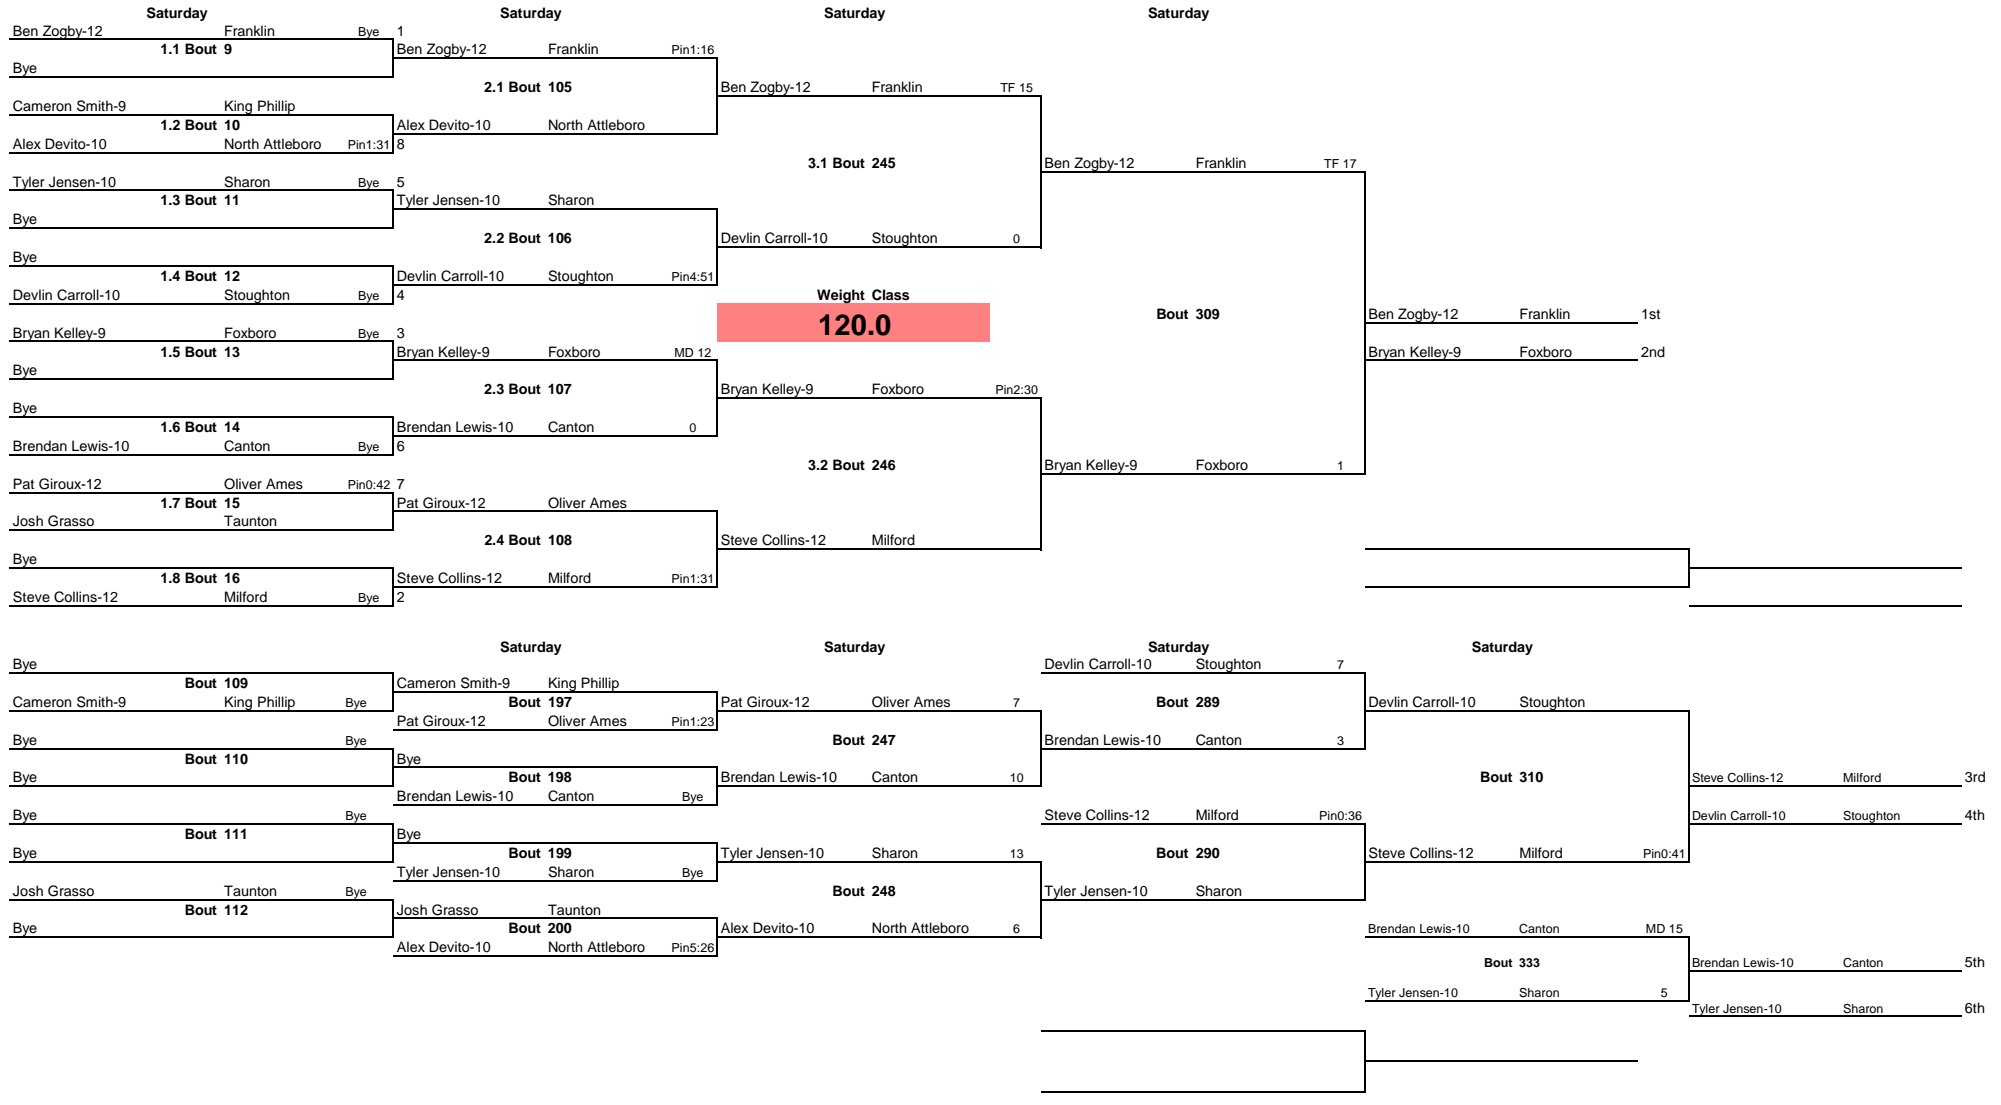 Saturday Saturday Saturday Saturday
Ben Zogby-12 Franklin Bye 1
1.1 Bout 9 Ben Zogby-12 Franklin Pin1:16
Bye
2.1 Bout 105 Ben Zogby-12 Franklin TF 15
Cameron Smith-9 King Phillip
1.2 Bout 10 Alex Devito-10 North Attleboro
Alex Devito-10 North Attleboro Pin1:31 8
3.1 Bout 245 Ben Zogby-12 Franklin TF 17
Tyler Jensen-10 Sharon Bye 5
1.3 Bout 11 Tyler Jensen-10 Sharon
Bye
2.2 Bout 106 Devlin Carroll-10 Stoughton 0
Bye
1.4 Bout 12 Devlin Carroll-10 Stoughton Pin4:51
Devlin Carroll-10 Stoughton Bye 4 Weight Class
120.0 Bout 309 Ben Zogby-12 Franklin 1st
Bryan Kelley-9 Foxboro Bye 3
1.5 Bout 13 Bryan Kelley-9 Foxboro MD 12 Bryan Kelley-9 Foxboro 2nd
Bye
2.3 Bout 107 Bryan Kelley-9 Foxboro Pin2:30
Bye
1.6 Bout 14 Brendan Lewis-10 Canton 0
Brendan Lewis-10 Canton Bye 6
3.2 Bout 246 Bryan Kelley-9 Foxboro 1
Pat Giroux-12 Oliver Ames Pin0:42 7
1.7 Bout 15 Pat Giroux-12 Oliver Ames
Josh Grasso Taunton
2.4 Bout 108 Steve Collins-12 Milford
Bye
1.8 Bout 16 Steve Collins-12 Milford Pin1:31
Steve Collins-12 Milford Bye 2
Saturday Saturday Saturday Saturday
Bye Devlin Carroll-10 Stoughton 7
Bout 109 Cameron Smith-9 King Phillip
Cameron Smith-9 King Phillip Bye Bout 197 Pat Giroux-12 Oliver Ames 7 Bout 289 Devlin Carroll-10 Stoughton
Pat Giroux-12 Oliver Ames Pin1:23
Bye Bye Bout 247 Brendan Lewis-10 Canton 3
Bout 110 Bye
Bye Bout 198 Brendan Lewis-10 Canton 10 Bout 310 Steve Collins-12 Milford 3rd
Brendan Lewis-10 Canton Bye
Bye Bye Steve Collins-12 Milford Pin0:36 Devlin Carroll-10 Stoughton 4th
Bout 111 Bye
Bye Bout 199 Tyler Jensen-10 Sharon 13 Bout 290 Steve Collins-12 Milford Pin0:41
Tyler Jensen-10 Sharon Bye
Josh Grasso Taunton Bye Bout 248 Tyler Jensen-10 Sharon
Bout 112 Josh Grasso Taunton
Bye Bout 200 Alex Devito-10 North Attleboro 6 Brendan Lewis-10 Canton MD 15
Alex Devito-10 North Attleboro Pin5:26
Bout 333 Brendan Lewis-10 Canton 5th
Tyler Jensen-10 Sharon 5
Tyler Jensen-10 Sharon 6th